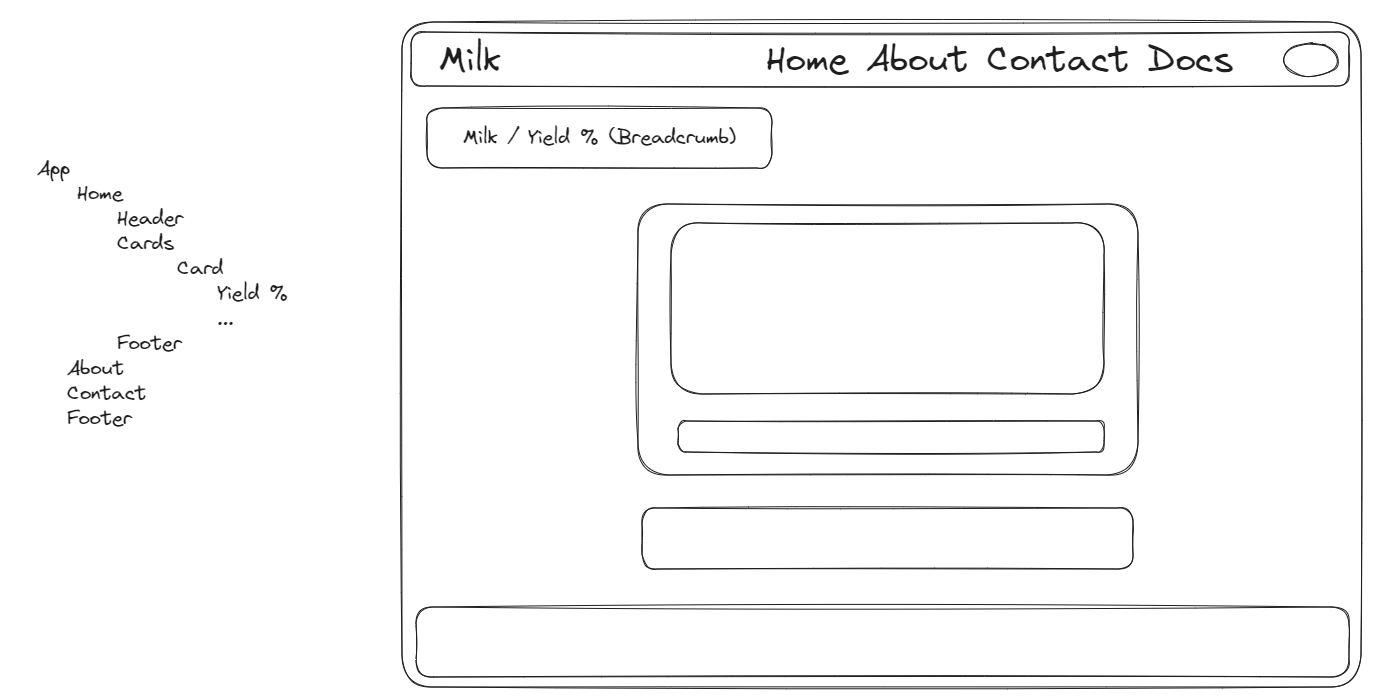 Milk
Home About Contact Docs
Milk / Yield % (Breadcrumb)
App
Home
Header
Cards
Card
Yield %
...
Footer
About
Contact
Footer